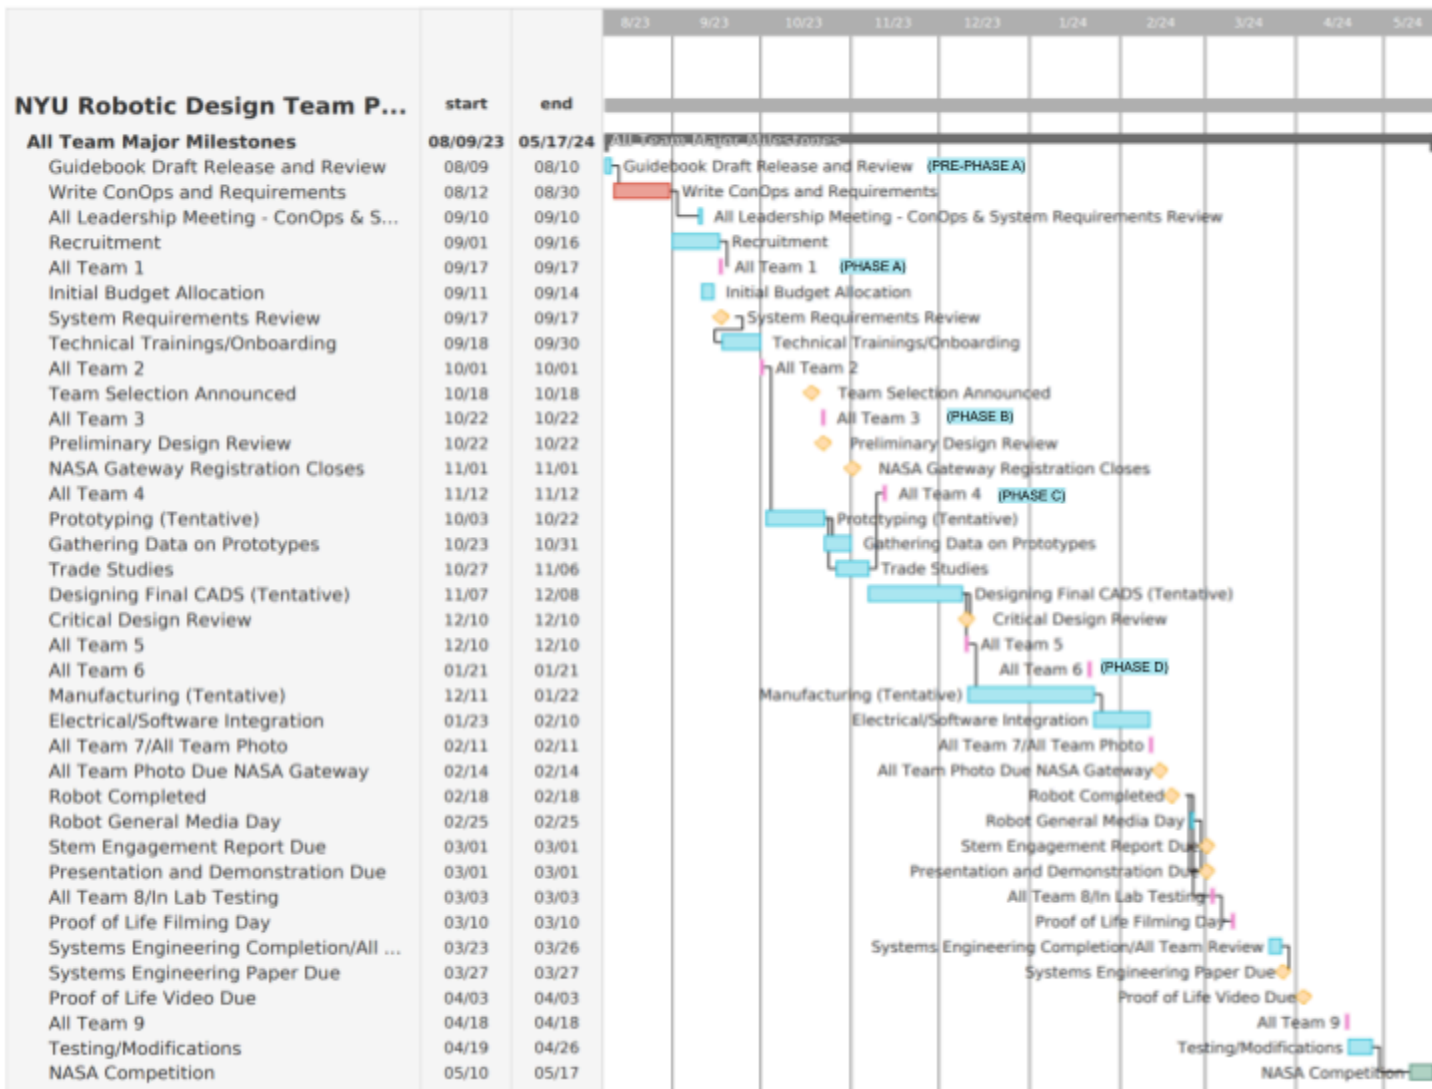 8/23 9/23 10/23 11/23 12/23 1/24 2/24 3/24 4/24 5/24
NYU Robotic Design Team P... start end
All Team Major Milestones 08/09/23 05/17/24 All Team Major Milestones
Guidebook Draft Release and Review 08/09 08/10 Guidebook Draft Release and Review (PRE-PHASE A)
Write ConOps and Requirements 08/12 08/30 Write ConOps and Requirements
All Leadership Meeting - ConOps & S... 09/10 09/10 All Leadership Meeting - ConOps & System Requirements Review
Recruitment 09/01 09/16 Recruitment
All Team 1 09/17 09/17 All Team 1 (PHASE A)
Initial Budget Allocation 09/11 09/14 Initial Budget Allocation
System Requirements Review 09/17 09/17 System Requirements Review
Technical Trainings/Onboarding 09/18 09/30 Technical Trainings/Onboarding
All Team 2 10/01 10/01 All Team 2
Team Selection Announced 10/18 10/18 Team Selection Announced
All Team 3 10/22 10/22 All Team 3 (PHASE B)
Preliminary Design Review 10/22 10/22 Preliminary Design Review
NASA Gateway Registration Closes 11/01 11/01 NASA Gateway Registration Closes
All Team 4 11/12 11/12 All Team 4 (PHASE C)
Prototyping (Tentative) 10/03 10/22 Prototyping (Tentative)
Gathering Data on Prototypes 10/23 10/31 Gathering Data on Prototypes
Trade Studies 10/27 11/06 Trade Studies
Designing Final CADS (Tentative) 11/07 12/08 Designing Final CADS (Tentative)
Critical Design Review 12/10 12/10 Critical Design Review
All Team 5 12/10 12/10 All Team 5
All Team 6 01/21 01/21 All Team 6 (PHASE D)
Manufacturing (Tentative) 12/11 01/22 Manufacturing (Tentative)
Electrical/Software Integration 01/23 02/10 Electrical/Software Integration
All Team 7/All Team Photo 02/11 02/11 All Team 7/All Team Photo
All Team Photo Due NASA Gateway 02/14 02/14 All Team Photo Due NASA Gateway
Robot Completed 02/18 02/18 Robot Completed
Robot General Media Day 02/25 02/25 Robot General Media Day
Stem Engagement Report Due 03/01 03/01 Stem Engagement Report Due
Presentation and Demonstration Due 03/01 03/01 Presentation and Demonstration Due
All Team 8/In Lab Testing 03/03 03/03 All Team 8/In Lab Testing
Proof of Life Filming Day 03/10 03/10 Proof of Life Filming Day
Systems Engineering Completion/All ... 03/23 03/26 Systems Engineering Completion/All Team Review
Systems Engineering Paper Due 03/27 03/27 Systems Engineering Paper Due
Proof of Life Video Due 04/03 04/03 Proof of Life Video Due
All Team 9 04/18 04/18 All Team 9
Testing/Modifications 04/19 04/26 Testing/Modifications
NASA Competition 05/10 05/17 NASA Competition